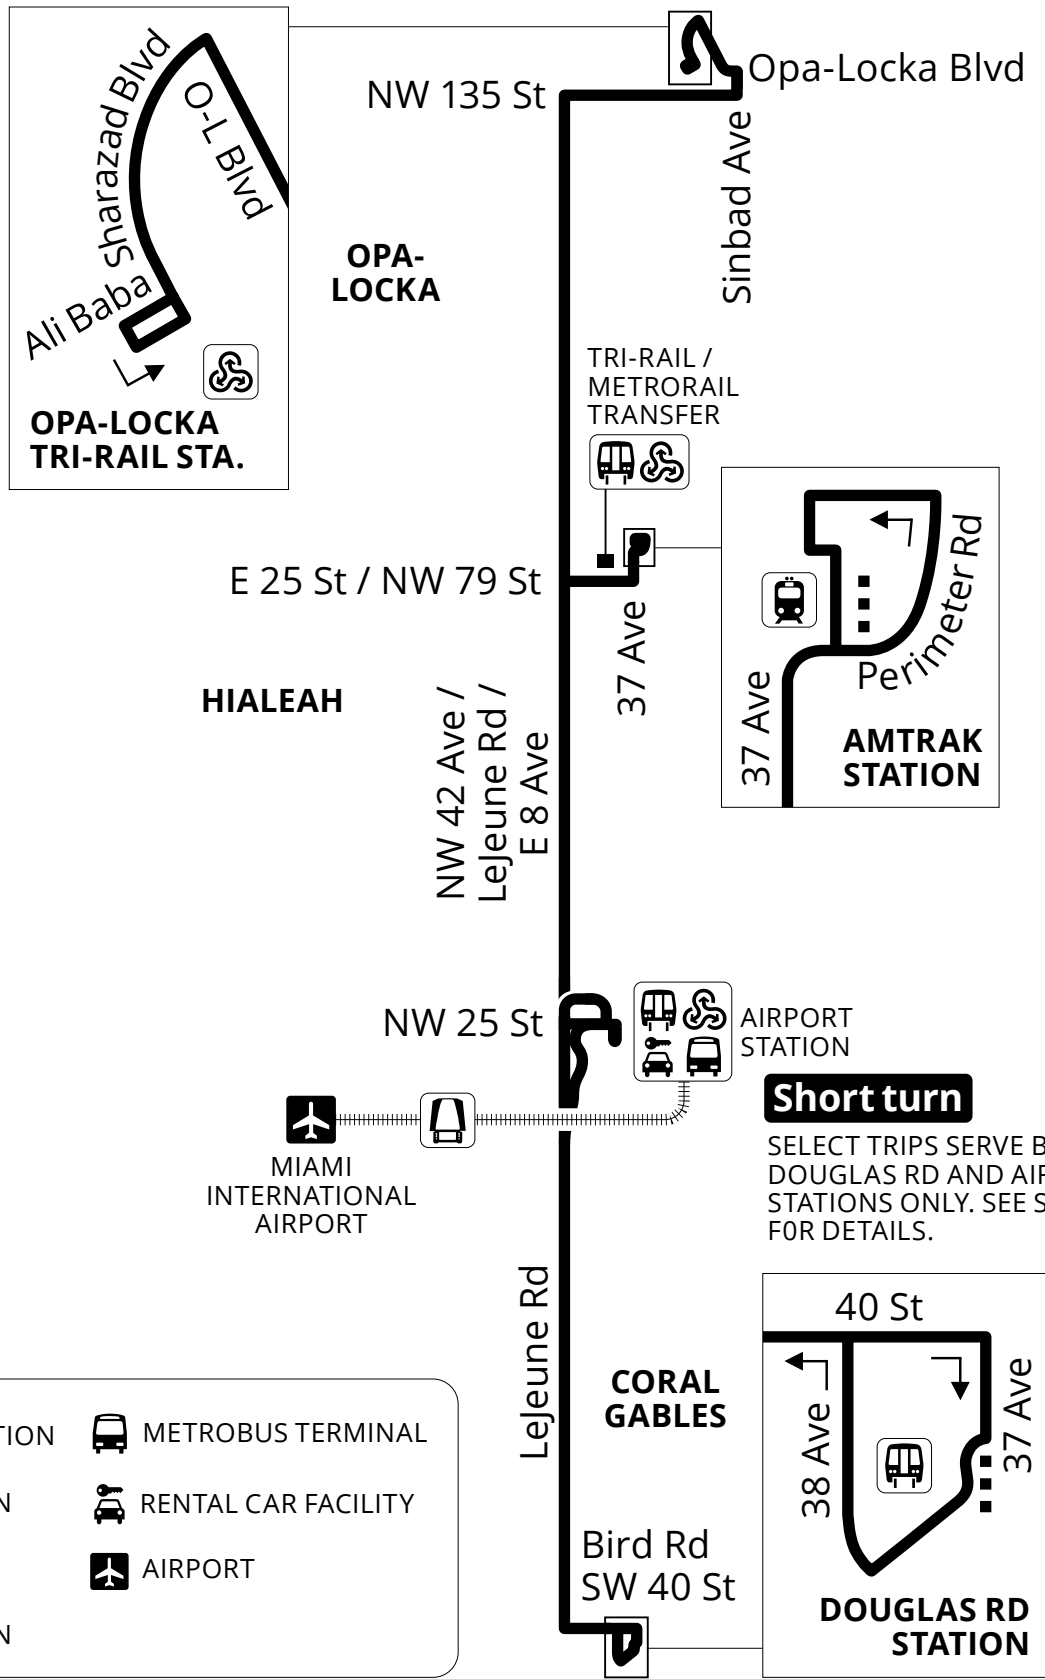 Sharazad Blvd
O-L Blvd
Ali Baba
OPA-LOCKA
TRI-RAIL STA.
Opa-Locka Blvd
NW 135 St
Sinbad Ave
OPA-
LOCKA
TRI-RAIL /
METRORAIL
TRANSFER
E 25 St / NW 79 St
37 Ave
Perimeter Rd
37 Ave
AMTRAK
STATION
HIALEAH
NW 42 Ave /
LeJeune Rd /
E 8 Ave
NW 25 St
AIRPORT
STATION
MIAMI
INTERNATIONAL
AIRPORT
Short turn
SELECT TRIPS SERVE B
DOUGLAS RD AND AIR
STATIONS ONLY. SEE S
F0R DETAILS.
LeJeune Rd
CORAL
GABLES
40 St
38 Ave
37 Ave
DOUGLAS RD
STATION
Bird Rd
SW 40 St
TION
METROBUS TERMINAL
N
RENTAL CAR FACILITY
AIRPORT
N